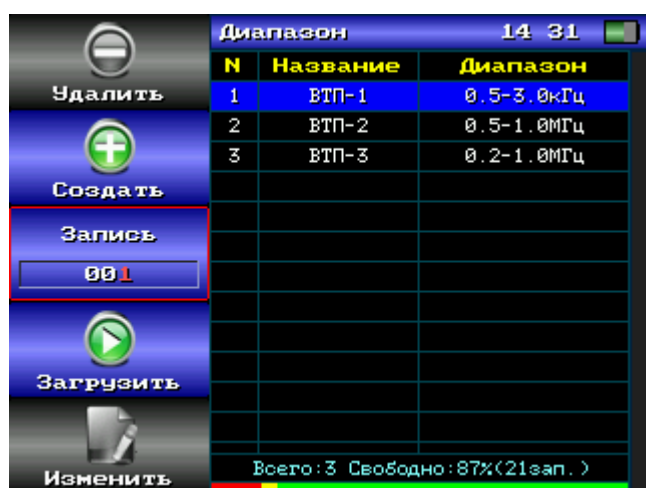 Удалить
Создать
Запись
001
Загрузить
Изменить
Диапазон 14 31
N Название Диапазон
1 ВТП-1 0.5-3.0кГц
2 ВТП-2 0.5-1.0МГц
3 ВТП-3 0.2-1.0МГц
Всего:3 Свободно:87%(21зап.)